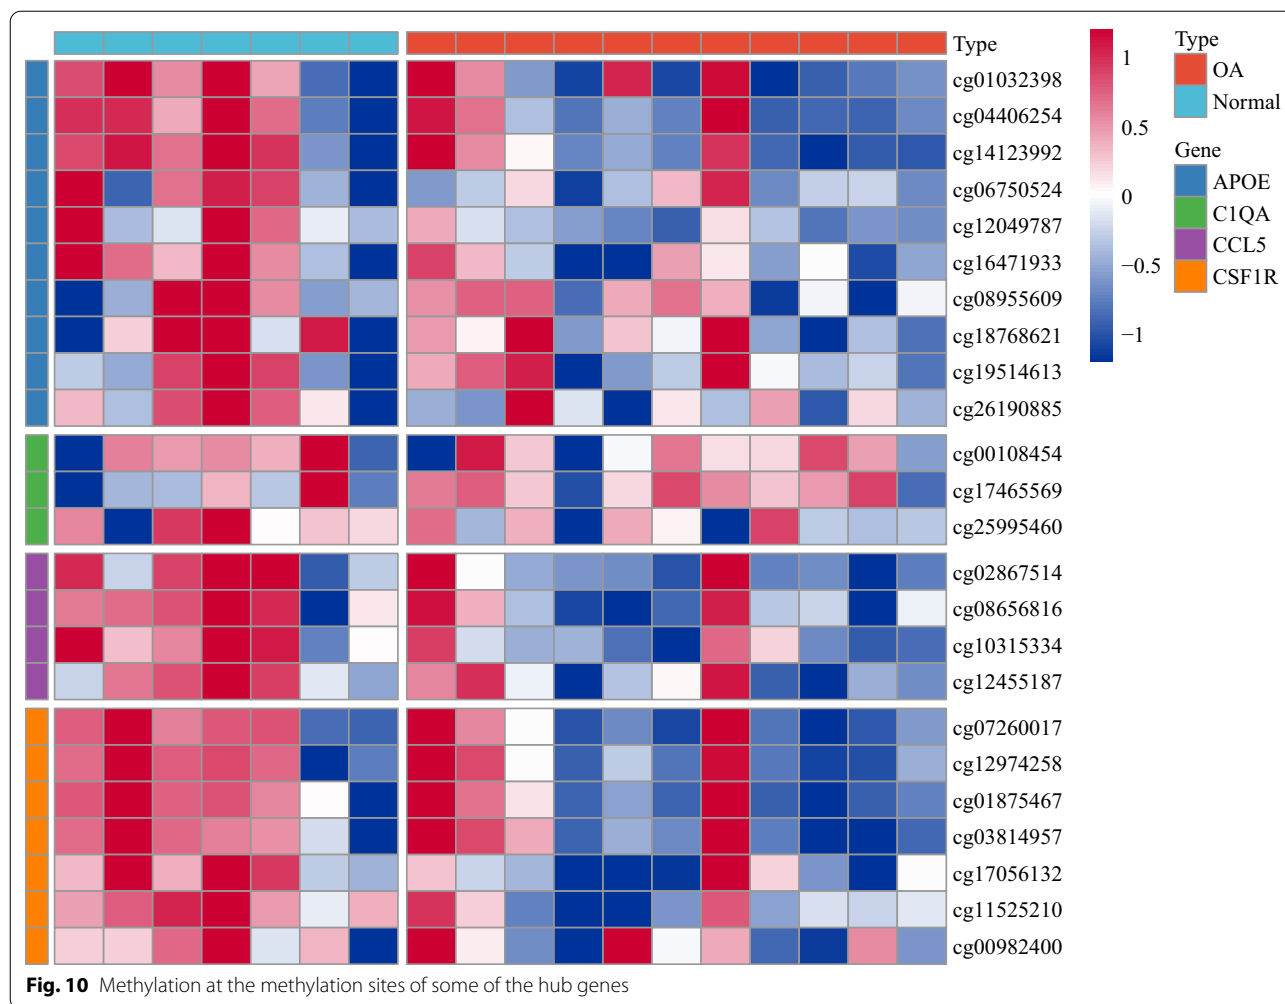 Type
cg01032398
cg04406254
cg14123992
cg06750524
cg12049787
cg16471933
cg08955609
cg18768621
cg19514613
cg26190885
cg00108454
cg17465569
cg25995460
cg02867514
cg08656816
cg10315334
cg12455187
cg07260017
cg12974258
cg01875467
cg03814957
cg17056132
cg11525210
cg00982400
1
0.5
0
−0.5
−1
Type
OA
Normal
Gene
APOE
C1QA
CCL5
CSF1R
Fig. 10 Methylation at the methylation sites of some of the hub genes